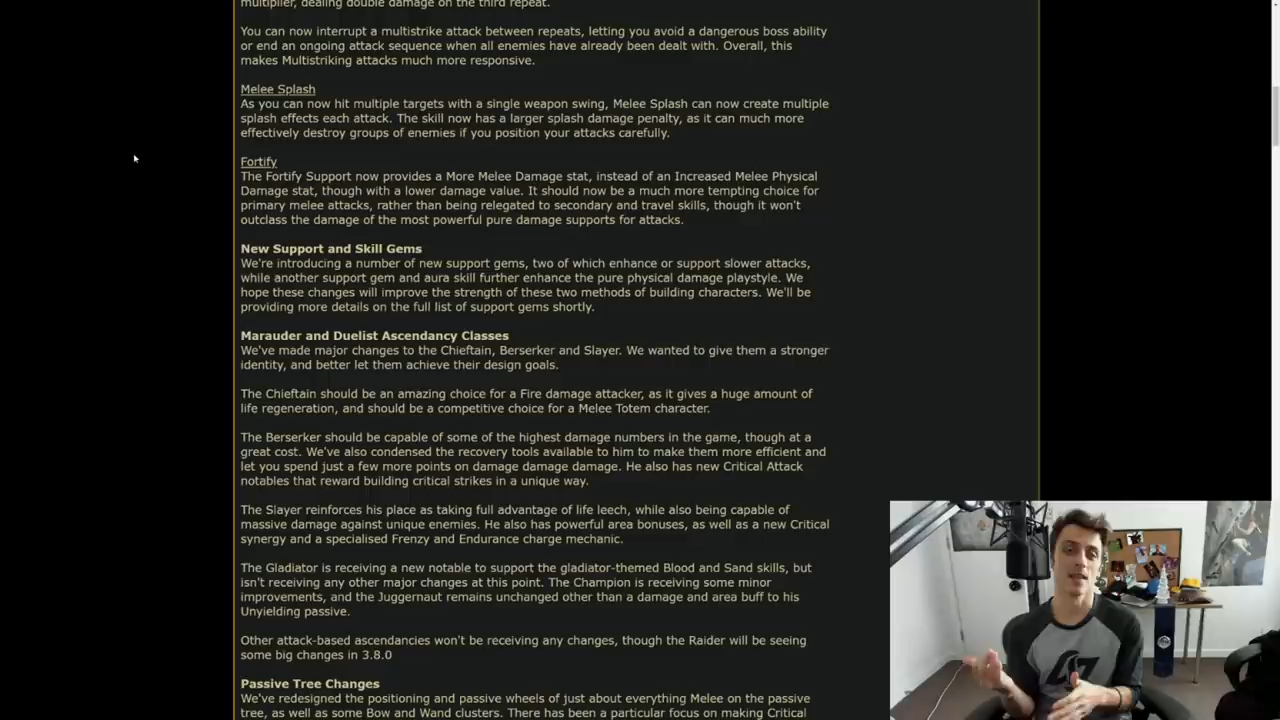 multiplier, dealing double damage on the third repeat.
You can now interrupt a multistrike attack between repeats, letting you avoid a dangerous boss ability
or end an ongoing attack sequence when all enemies have already been dealt with. Overall, this
makes Multistriking attacks much more responsive.
Melee Splash
As you can now hit multiple targets with a single weapon swing, Melee Splash can now create multiple
splash effects each attack. The skill now has a larger splash damage penalty, as it can much more
effectively destroy groups of enemies if you position your attacks carefully.
Fortify
The Fortify Support now provides a More Melee Damage stat, instead of an Increased Melee Physical
Damage stat, though with a lower damage value. It should now be a much more tempting choice for
primary melee attacks, rather than being relegated to secondary and travel skills, though it won't
outclass the damage of the most powerful pure damage supports for attacks.
New Support and Skill Gems
We're introducing a number of new support gems, two of which enhance or support slower attacks,
while another support gem and aura skill further enhance the pure physical damage playstyle. We
hope these changes will improve the strength of these two methods of building characters. We'll be
providing more details on the full list of support gems shortly.
Marauder and Duelist Ascendancy Classes
We've made major changes to the Chieftain, Berserker and Slayer. We wanted to give them a stronger
identity, and better let them achieve their design goals.
The Chieftain should be an amazing choice for a Fire damage attacker, as it gives a huge amount of
life regeneration, and should be a competitive choice for a Melee Totem character.
The Berserker should be capable of some of the highest damage numbers in the game, though at a
great cost. We've also condensed the recovery tools available to him to make them more efficient and
let you spend just a few more points on damage damage damage. He also has new Critical Attack
notables that reward building critical strikes in a unique way.
The Slayer reinforces his place as taking full advantage of life leech, while also being capable of
massive damage against unique enemies. He also has powerful area bonuses, as well as a new Critical
synergy and a specialised Frenzy and Endurance charge mechanic.
The Gladiator is receiving a new notable to support the gladiator-themed Blood and Sand skills, but
isn't receiving any other major changes at this point. The Champion is receiving some minor
improvements, and the Juggernaut remains unchanged other than a damage and area buff to his
Unyielding passive.
Other attack-based ascendancies won't be receiving any changes, though the Raider will be seeing
some big changes in 3.8.0
Passive Tree Changes
We've redesigned the positioning and passive wheels of just about everything Melee on the passive
tree, as well as some Bow and Wand clusters. There has been a particular focus on making Critical